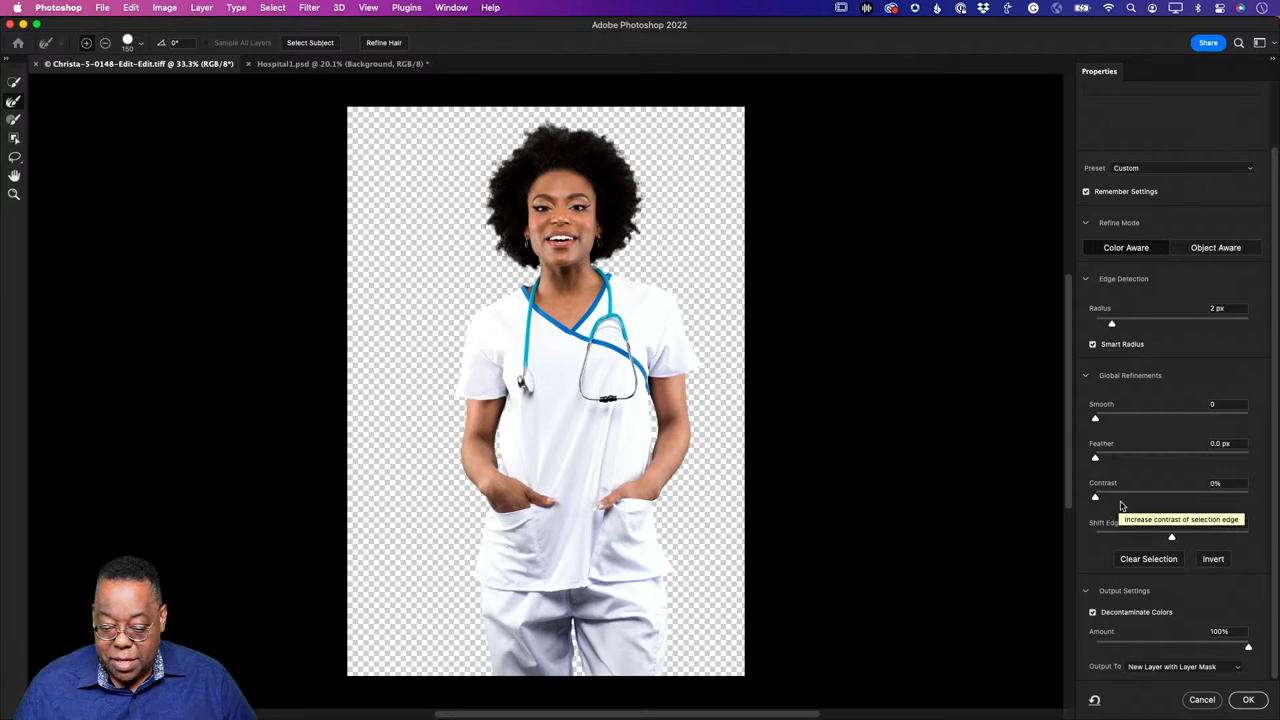 Photoshop File Edit Image Layer Type Select Filter 3D View Plugins Window Help
Adobe Photoshop 2022
150 0° Sample All Layers Select Subject Refine Hair Share
© Christa-5-0148-Edit-Edit.tiff @ 33.3% (RGB/8*) Hospital1.psd @ 20.1% (Background, RGB/8) *
Properties
Preset Custom
Remember Settings
Refine Mode
Color Aware Object Aware
Edge Detection
Radius 2 px
Smart Radius
Global Refinements
Smooth 0
Feather 0.0 px
Contrast 0%
Increase contrast of selection edge
Shift
Clear Selection Invert
Output Settings
Decontaminate Colors
Amount 100%
Output To New Layer with Layer Mask
Cancel OK